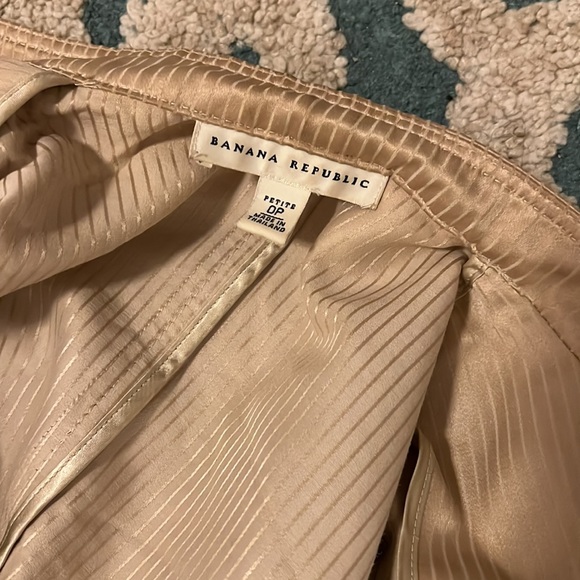 BANANA REPUBLIC
PETITE
0P
MADE IN
THAILAND